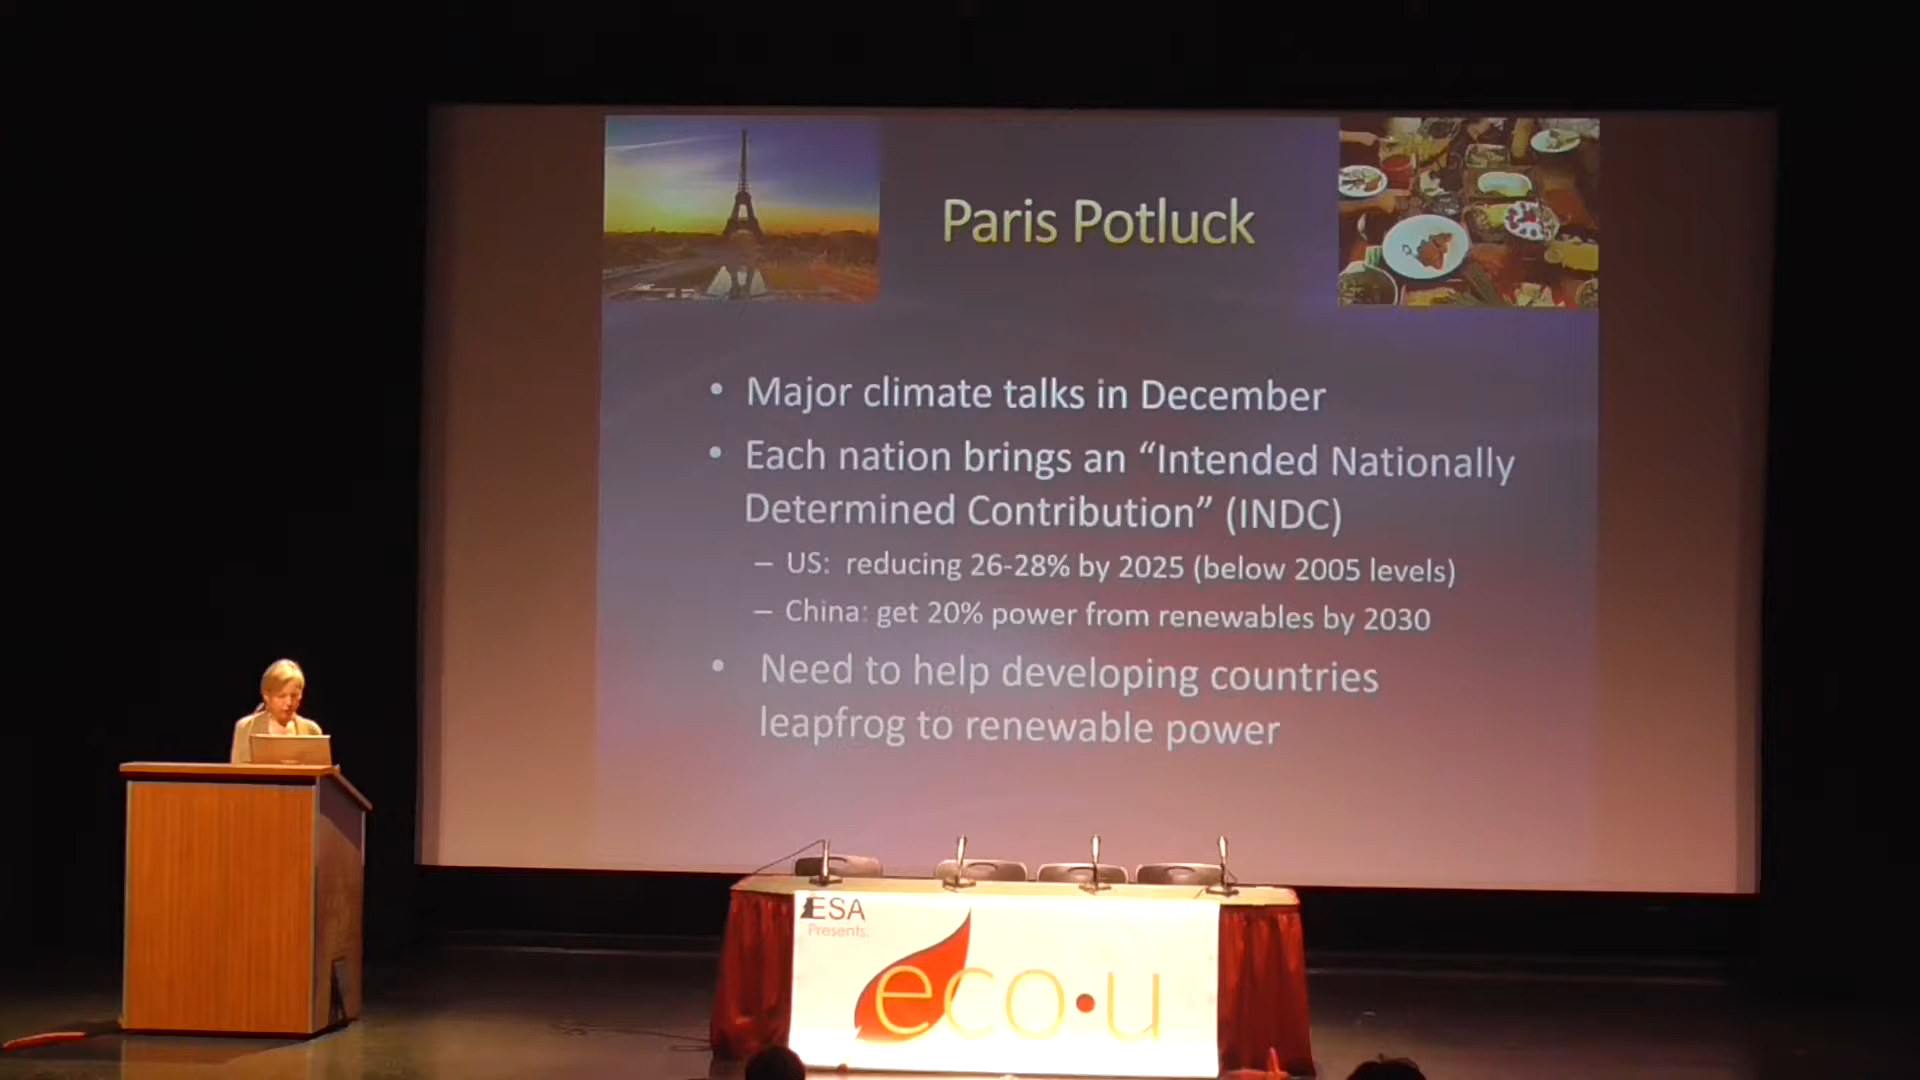 Paris Potluck
• Major climate talks in December
• Each nation brings an “Intended Nationally
Determined Contribution” (INDC)
– US: reducing 26-28% by 2025 (below 2005 levels)
– China: get 20% power from renewables by 2030
• Need to help developing countries
leapfrog to renewable power
ESA
Presents:
eco•u